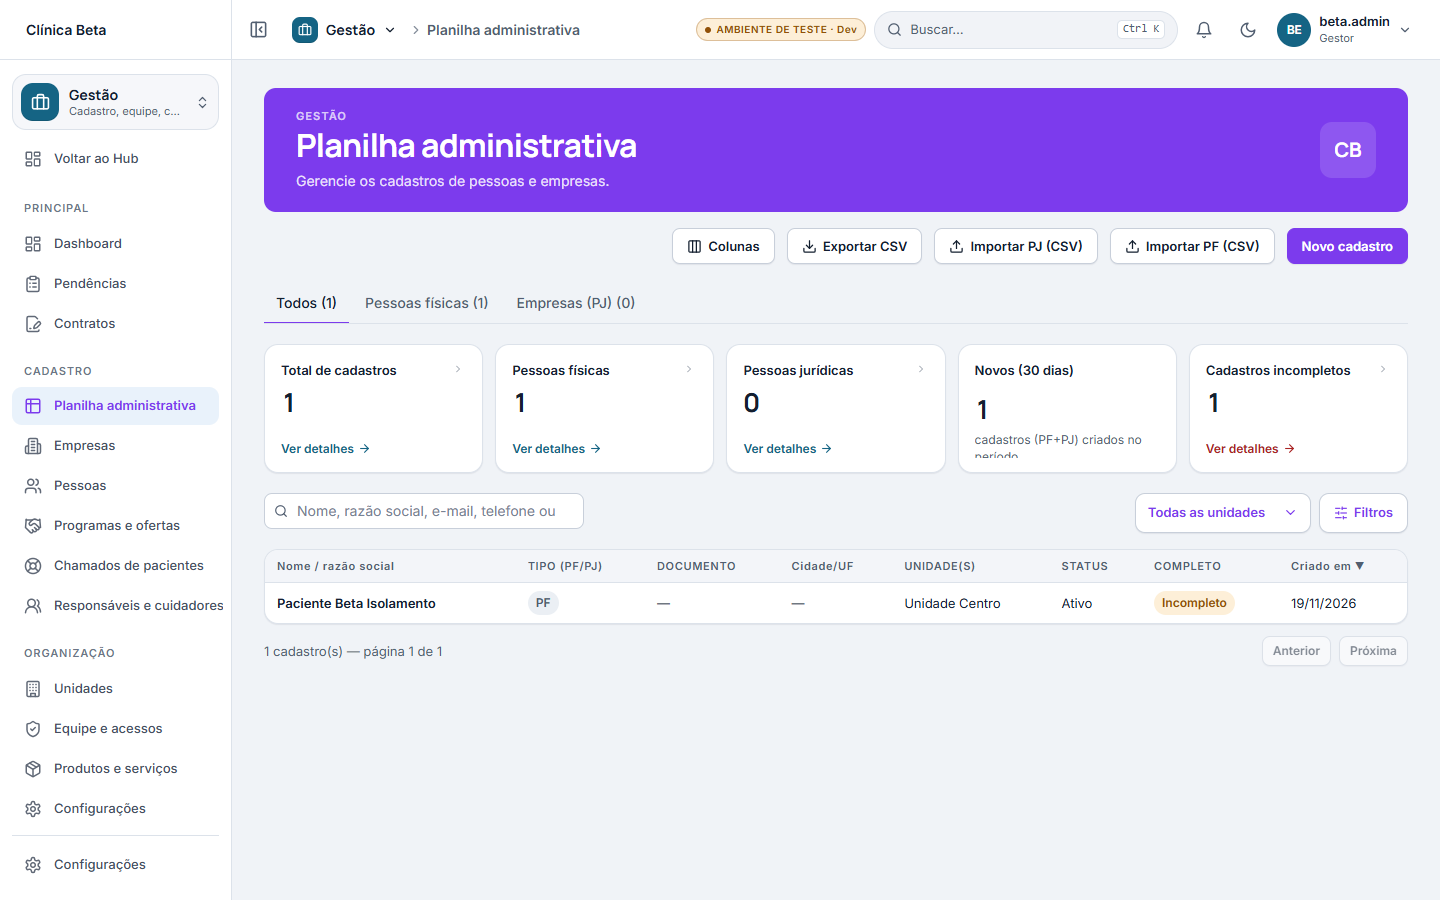 Clínica Beta
Gestão
Planilha administrativa
AMBIENTE DE TESTE · Dev
Buscar...
Ctrl K
BE
beta.admin
Gestor
Gestão
Cadastro, equipe, c...
Voltar ao Hub
PRINCIPAL
Dashboard
Pendências
Contratos
CADASTRO
Planilha administrativa
Empresas
Pessoas
Programas e ofertas
Chamados de pacientes
Responsáveis e cuidadores
ORGANIZAÇÃO
Unidades
Equipe e acessos
Produtos e serviços
Configurações
Configurações
GESTÃO
Planilha administrativa
Gerencie os cadastros de pessoas e empresas.
CB
Colunas
Exportar CSV
Importar PJ (CSV)
Importar PF (CSV)
Novo cadastro
Todos (1)
Pessoas físicas (1)
Empresas (PJ) (0)
Total de cadastros
1
Ver detalhes →
Pessoas físicas
1
Ver detalhes →
Pessoas jurídicas
0
Ver detalhes →
Novos (30 dias)
1
cadastros (PF+PJ) criados no
período
Cadastros incompletos
1
Ver detalhes →
Nome, razão social, e-mail, telefone ou
Todas as unidades
Filtros
Nome / razão social TIPO (PF/PJ) DOCUMENTO Cidade/UF UNIDADE(S) STATUS COMPLETO Criado em ▼
Paciente Beta Isolamento PF — — Unidade Centro Ativo Incompleto 19/11/2026
1 cadastro(s) — página 1 de 1
Anterior
Próxima